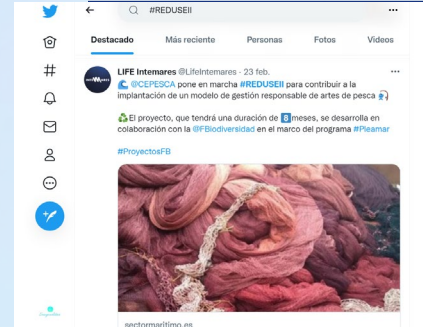 #REDUSEII
Destacado Más reciente Personas Fotos Vídeos
LIFE Intemares @LifeIntemares · 23 feb.
@CEPESCA pone en marcha #REDUSEII para contribuir a la
implantación de un modelo de gestión responsable de artes de pesca
El proyecto, que tendrá una duración de 8 meses, se desarrolla en
colaboración con la @FBiodiversidad en el marco del programa #Pleamar
#ProyectosFB
sectormaritimo.es